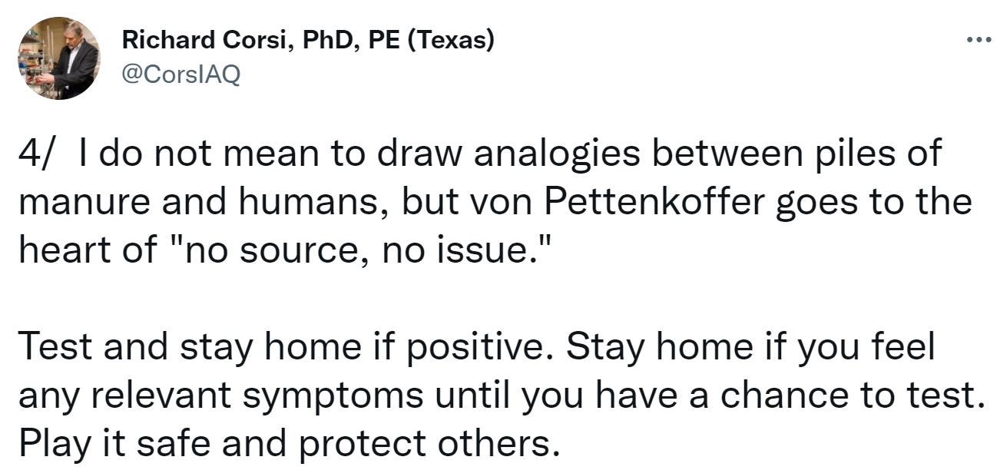 Richard Corsi, PhD, PE (Texas)
@CorsIAQ
4/ I do not mean to draw analogies between piles of
manure and humans, but von Pettenkoffer goes to the
heart of "no source, no issue."
Test and stay home if positive. Stay home if you feel
any relevant symptoms until you have a chance to test.
Play it safe and protect others.